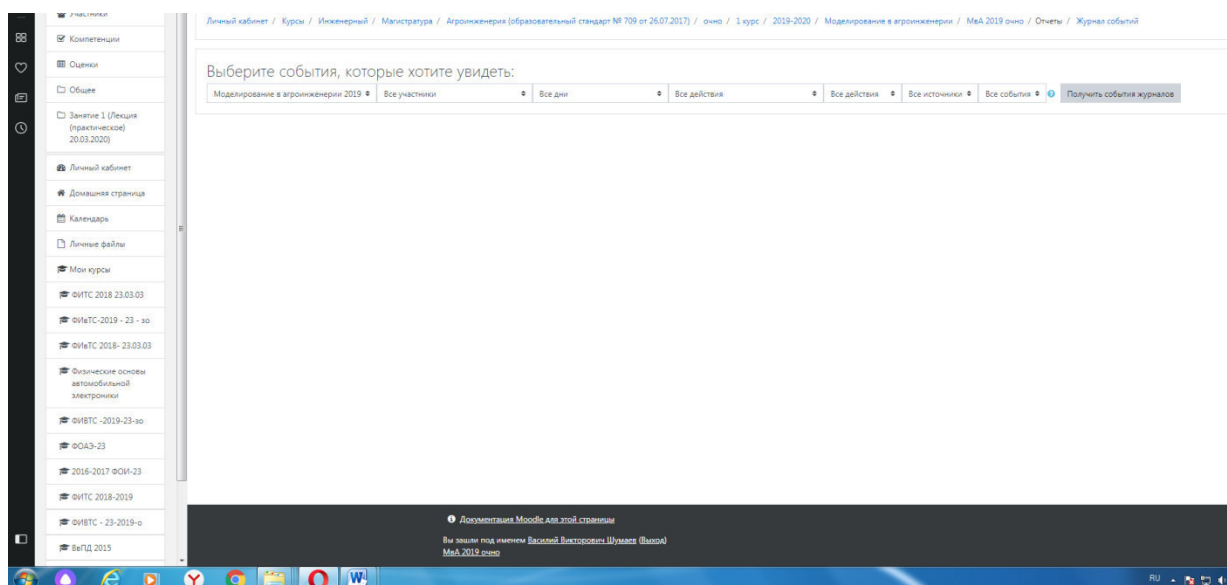 Участники
Компетенции
Оценки
Общее
Занятие 1 (Лекция
(практическое)
20.03.2020)
Личный кабинет
Домашняя страница
Календарь
Личные файлы
Мои курсы
ФИТС 2018 23.03.03
ФИвТС-2019 - 23 - зо
ФИвТС 2018- 23.03.03
Физические основы
автомобильной
электроники
ФИВТС -2019-23-зо
ФОАЭ-23
2016-2017 ФОИ-23
ФИТС 2018-2019
ФИВТС - 23-2019-о
ВвПД 2015
Личный кабинет / Курсы / Инженерный / Магистратура / Агроинженерия (образовательный стандарт № 709 от 26.07.2017) / очно / 1 курс / 2019-2020 / Моделирование в агроинженерии / МвА 2019 очно / Отчеты / Журнал событий
Выберите события, которые хотите увидеть:
Моделирование в агроинженерии 2019 Все участники Все дни Все действия Все действия Все источники Все события Получить события журналов
Документация Moodle для этой страницы
Вы зашли под именем Василий Викторович Шумаев (Выход)
МвА 2019 очно
RU